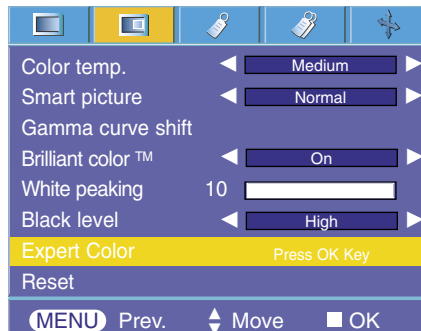 Color temp. Medium
Smart picture Normal
Gamma curve shift
Brilliant color ™ On
White peaking 10
Black level High
Expert Color Press OK Key
Reset
MENU Prev. Move OK